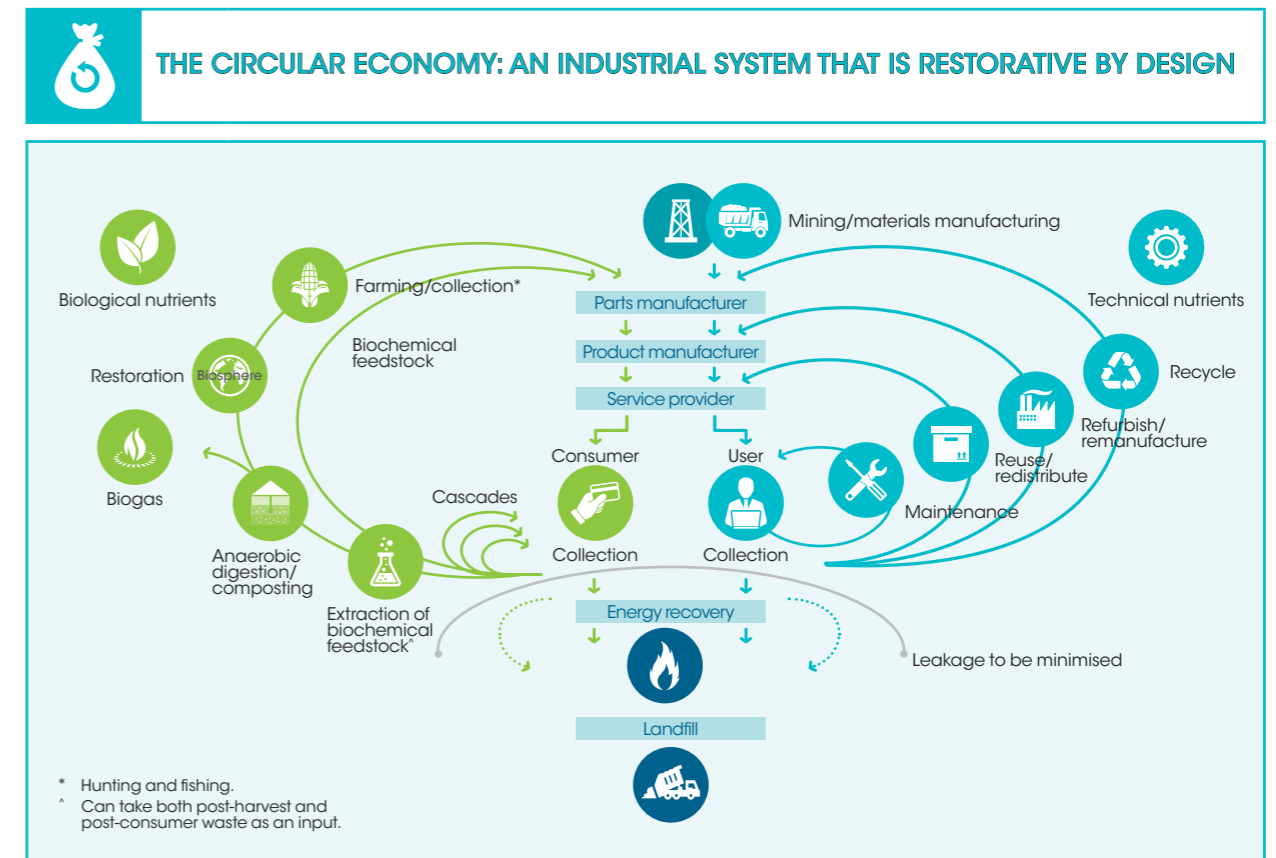 THE CIRCULAR ECONOMY: AN INDUSTRIAL SYSTEM THAT IS RESTORATIVE BY DESIGN
Mining/materials manufacturing
Biological nutrients
Farming/collection*
Technical nutrients
Parts manufacturer
Biochemical
feedstock
Product manufacturer
Restoration
Biosphere
Recycle
Service provider
Refurbish/
remanufacture
Consumer
User
Reuse/
redistribute
Biogas
Cascades
Maintenance
Anaerobic
digestion/
composting
Collection
Collection
Extraction of
biochemical
feedstock^
Energy recovery
Leakage to be minimised
Landfill
* Hunting and fishing.
^ Can take both post-harvest and
post-consumer waste as an input.